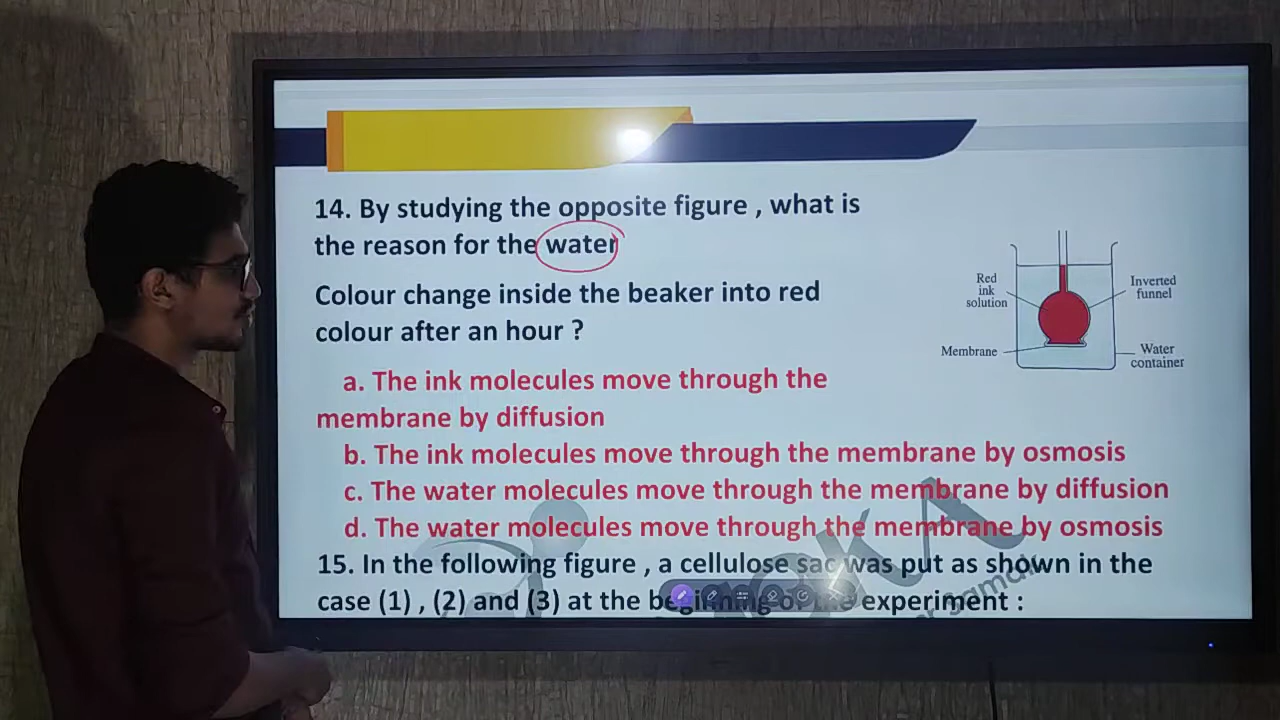 14. By studying the opposite figure , what is
the reason for the water
Colour change inside the beaker into red
colour after an hour ?
a. The ink molecules move through the
membrane by diffusion
b. The ink molecules move through the membrane by osmosis
c. The water molecules move through the membrane by diffusion
d. The water molecules move through the membrane by osmosis
15. In the following figure , a cellulose sac was put as shown in the
case (1) , (2) and (3) at the beginning of the experiment :
Red
ink
solution
Inverted
funnel
Membrane
Water
container